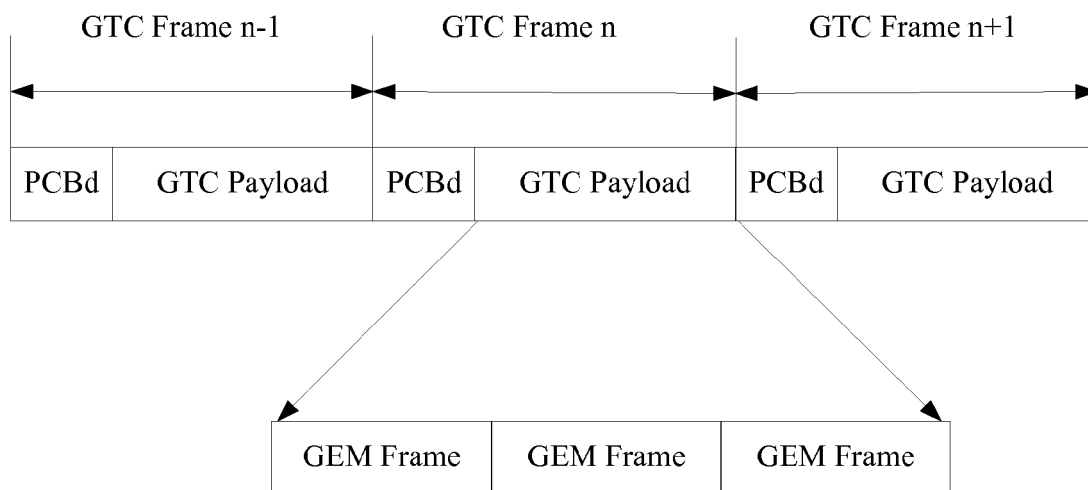 GTC Frame n-1 GTC Frame n GTC Frame n+1
PCBd GTC Payload PCBd GTC Payload PCBd GTC Payload
GEM Frame GEM Frame GEM Frame